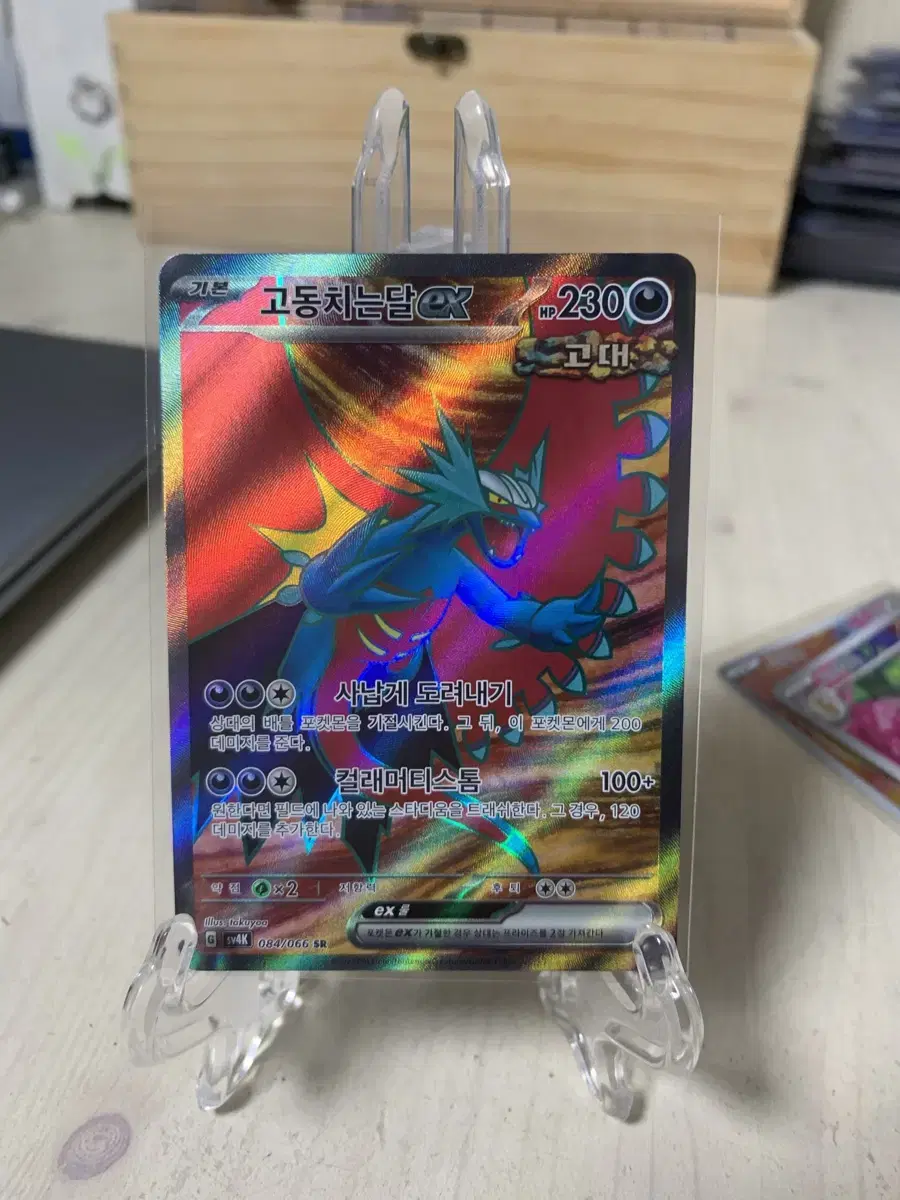 기본 고동치는달ex HP230
고대
사납게 도려내기
상대의 배틀 포켓몬을 기절시킨다. 그 뒤, 이 포켓몬에게 200
데미지를 준다.
컬래머티스톰 100+
원한다면 필드에 나와 있는 스타디움을 트래쉬한다. 그 경우, 120
데미지를 추가한다.
약점 ×2 저항력 후퇴
Illus. takuyoa
ex 룰
포켓몬 ex가 기절한 경우 상대는 프라이즈를 2장 가져간다
G SV4K 084/066 SR